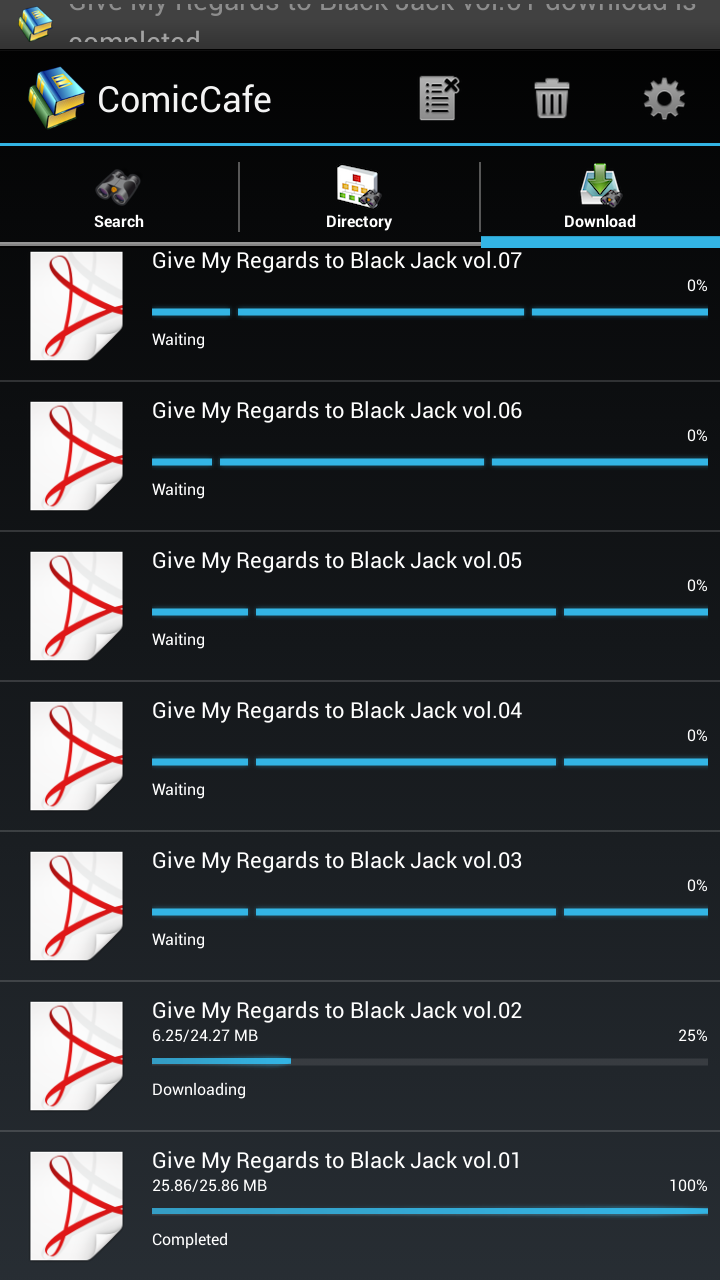 Give My Regards to Black Jack vol.01 download is
completed
ComicCafe
Search
Directory
Download
Give My Regards to Black Jack vol.07
0%
Waiting
Give My Regards to Black Jack vol.06
0%
Waiting
Give My Regards to Black Jack vol.05
0%
Waiting
Give My Regards to Black Jack vol.04
0%
Waiting
Give My Regards to Black Jack vol.03
0%
Waiting
Give My Regards to Black Jack vol.02
6.25/24.27 MB 25%
Downloading
Give My Regards to Black Jack vol.01
25.86/25.86 MB 100%
Completed